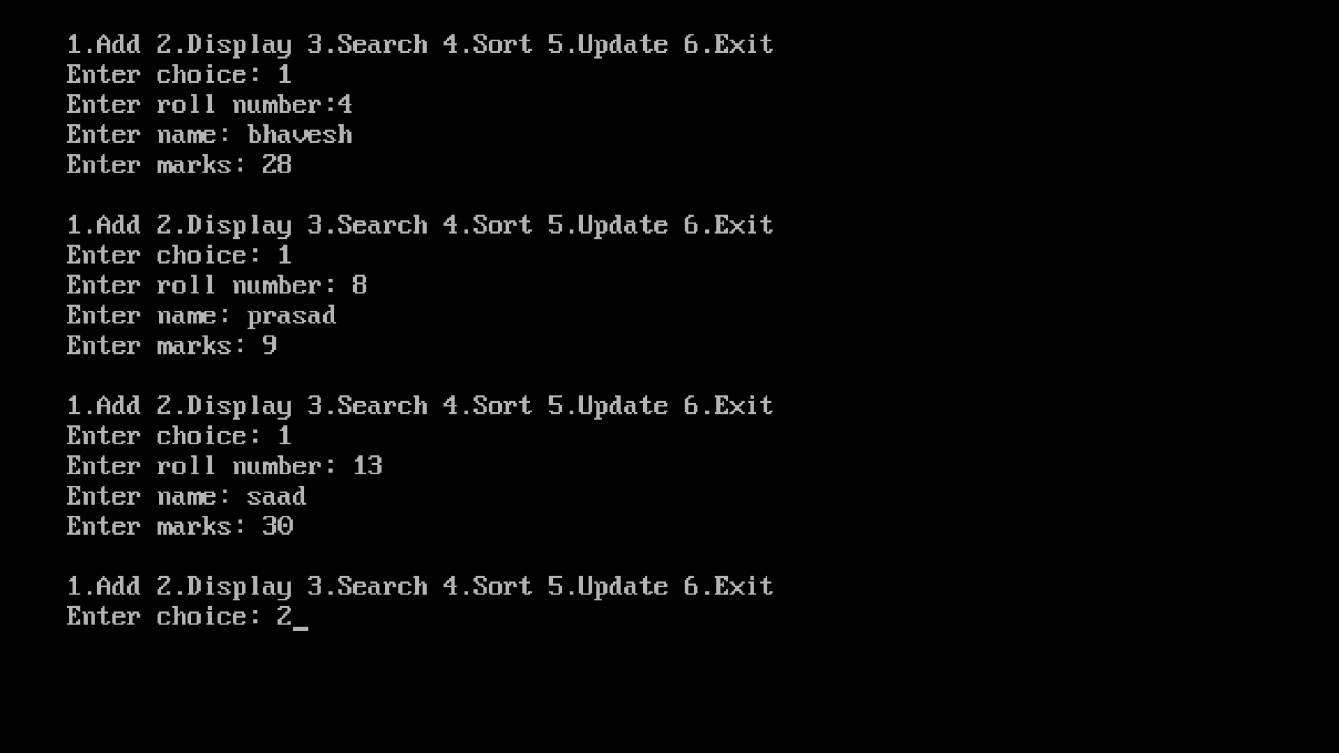 1.Add 2.Display 3.Search 4.Sort 5.Update 6.Exit
Enter choice: 1
Enter roll number:4
Enter name: bhavesh
Enter marks: 28
1.Add 2.Display 3.Search 4.Sort 5.Update 6.Exit
Enter choice: 1
Enter roll number: 8
Enter name: prasad
Enter marks: 9
1.Add 2.Display 3.Search 4.Sort 5.Update 6.Exit
Enter choice: 1
Enter roll number: 13
Enter name: saad
Enter marks: 30
1.Add 2.Display 3.Search 4.Sort 5.Update 6.Exit
Enter choice: 2_